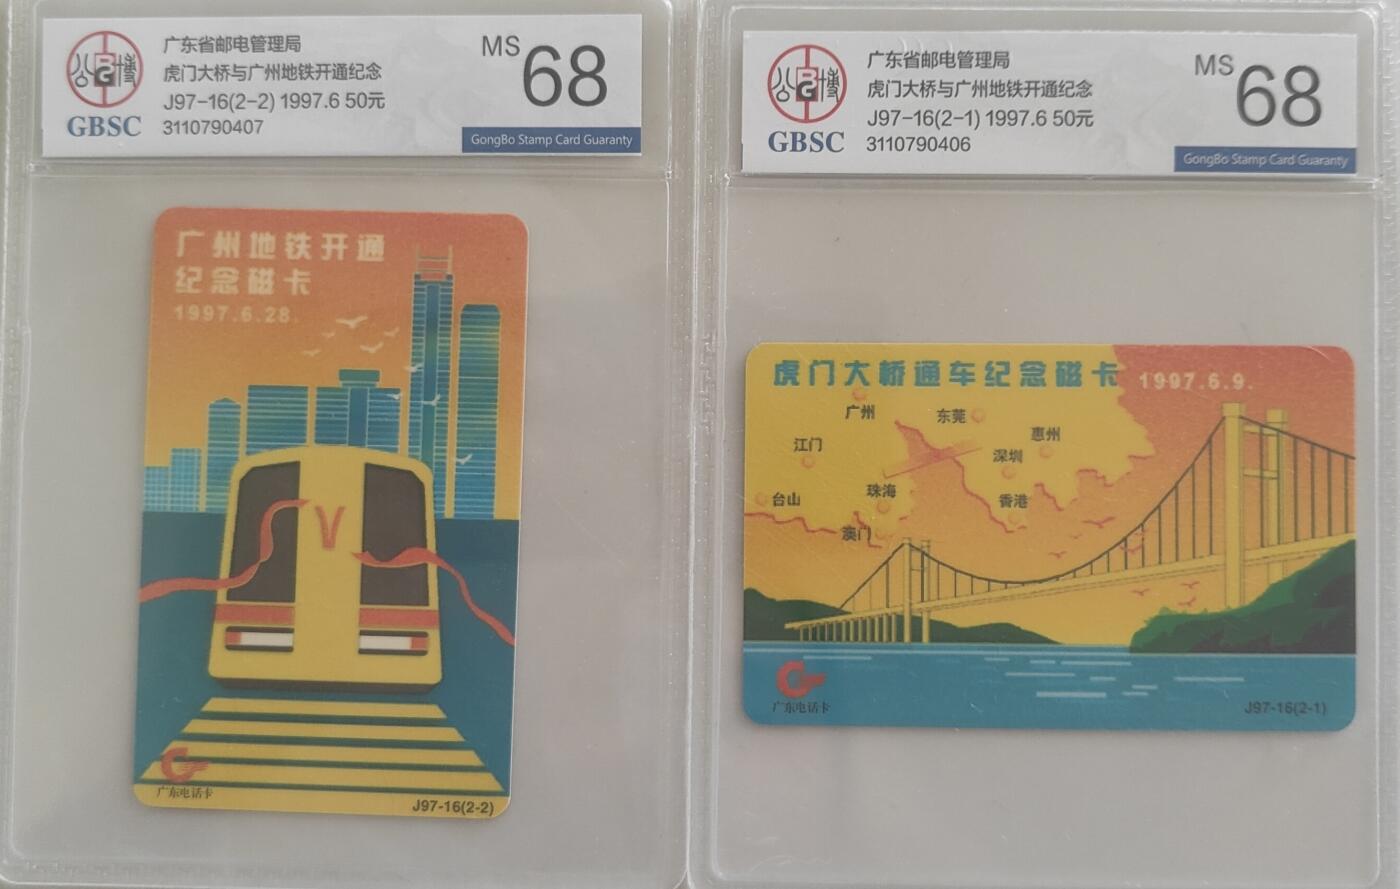 广东省邮电管理局
虎门大桥与广州地铁开通纪念
J97-16(2-2) 1997.6 50元
3110790407
公博
BG
GBSC
MS 68
GongBo Stamp Card Guaranty
广州地铁开通
纪念磁卡
1997.6.28.
广东电话卡
J97-16(2-2)
广东省邮电管理局
虎门大桥与广州地铁开通纪念
J97-16(2-1) 1997.6 50元
3110790406
公博
BG
GBSC
MS 68
GongBo Stamp Card Guaranty
虎门大桥通车纪念磁卡 1997.6.9.
广州
东莞
惠州
江门
深圳
珠海
台山
香港
澳门
广东电话卡
J97-16(2-1)